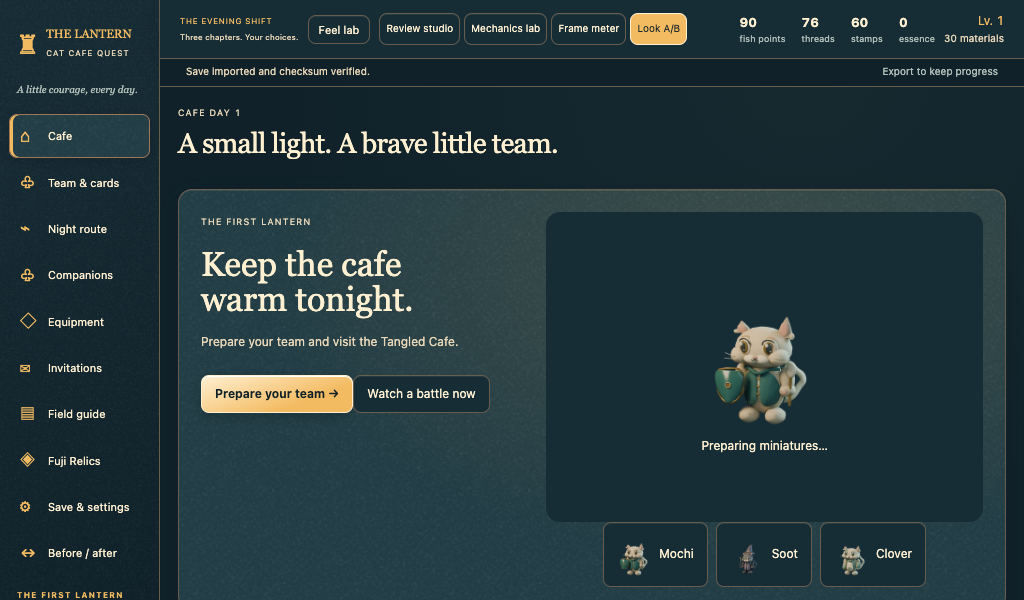 THE LANTERN
CAT CAFE QUEST
A little courage, every day.
Cafe
Team & cards
Night route
Companions
Equipment
Invitations
Field guide
Fuji Relics
Save & settings
Before / after
THE FIRST LANTERN
THE EVENING SHIFT
Three chapters. Your choices.
Feel lab
Review studio
Mechanics lab
Frame meter
Look A/B
90
fish points
76
threads
60
stamps
0
essence
Lv. 1
30 materials
Save imported and checksum verified.
Export to keep progress
CAFE DAY 1
A small light. A brave little team.
THE FIRST LANTERN
Keep the cafe
warm tonight.
Prepare your team and visit the Tangled Cafe.
Prepare your team →
Watch a battle now
Preparing miniatures…
Mochi
Soot
Clover